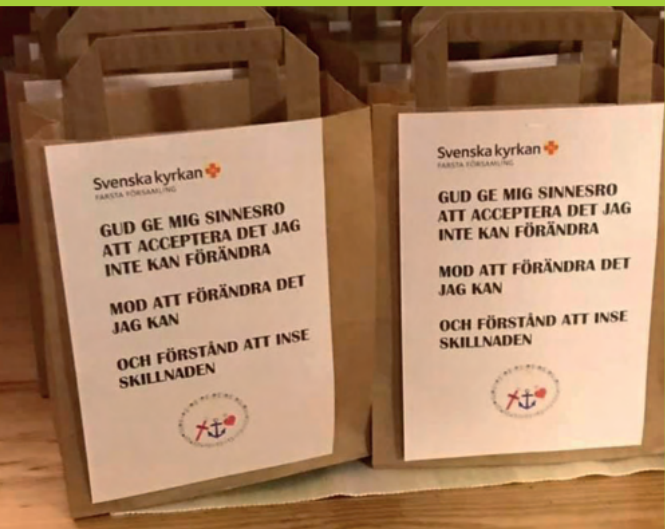 Svenska kyrkan
FARSTA FÖRSAMLING
GUD GE MIG SINNESRO
ATT ACCEPTERA DET JAG
INTE KAN FÖRÄNDRA
MOD ATT FÖRÄNDRA DET
JAG KAN
OCH FÖRSTÅND ATT INSE
SKILLNADEN
Svenska kyrkan
FARSTA FÖRSAMLING
GUD GE MIG SINNESRO
ATT ACCEPTERA DET JAG
INTE KAN FÖRÄNDRA
MOD ATT FÖRÄNDRA DET
JAG KAN
OCH FÖRSTÅND ATT INSE
SKILLNADEN